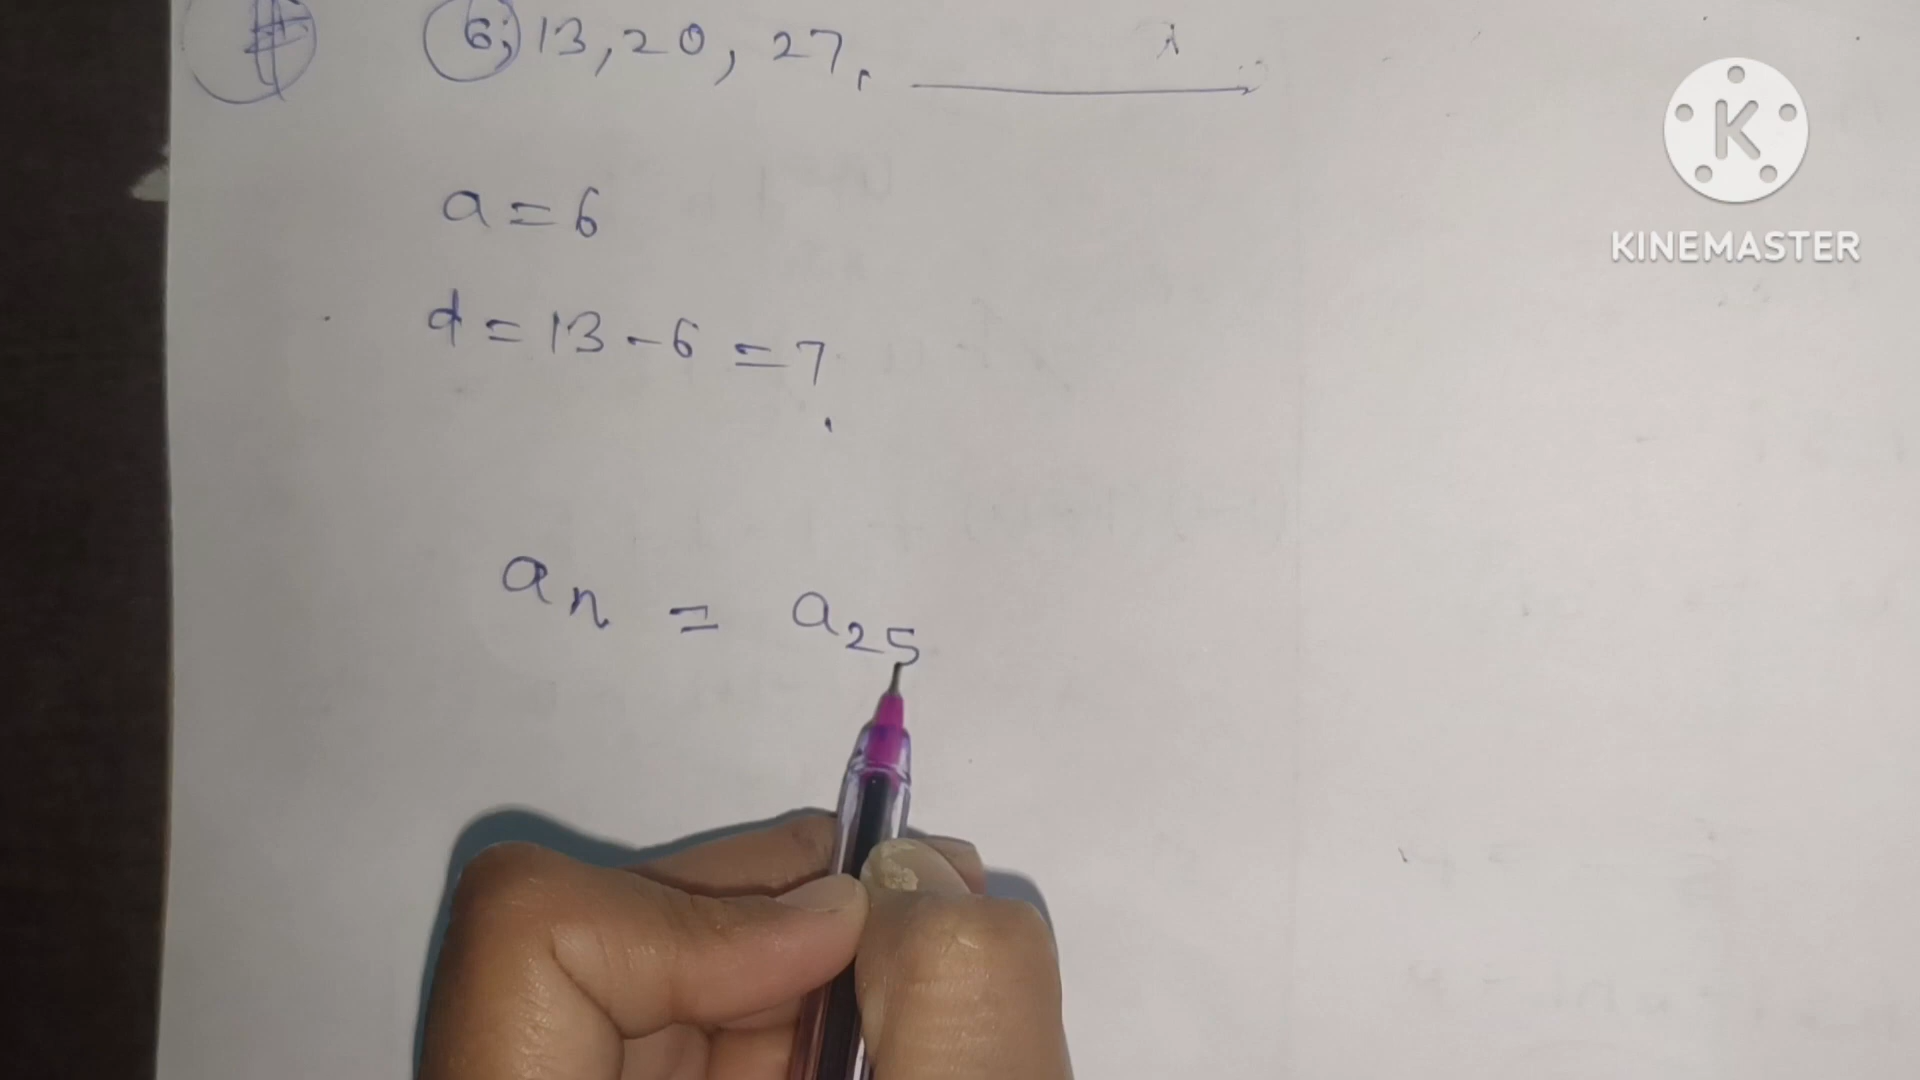 # 6; 13, 20, 27,
a = 6
d = 13 - 6 = 7
an = a25
K
KINEMASTER